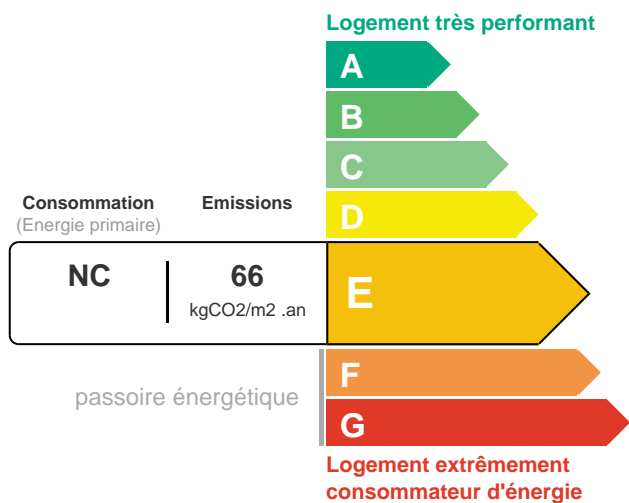 Logement très performant
A
B
C
Consommation Emissions
(Energie primaire)
D
NC 66
kgCO2/m2 .an
E
F
passoire énergétique
G
Logement extrêmement
consommateur d'énergie